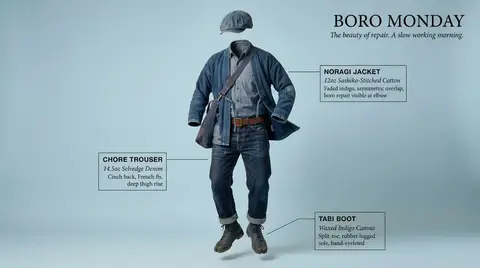 BORO MONDAY
The beauty of repair. A slow working morning.
NORAGI JACKET
12oz Sashiko-Stitched Cotton
Faded indigo, asymmetric overlap,
boro repair visible at elbow
CHORE TROUSER
14.5oz Selvedge Denim
Cinch back, French fly,
deep thigh rise
TABI BOOT
Waxed Indigo Canvas
Split-toe, rubber lugged
sole, hand-eyeleted